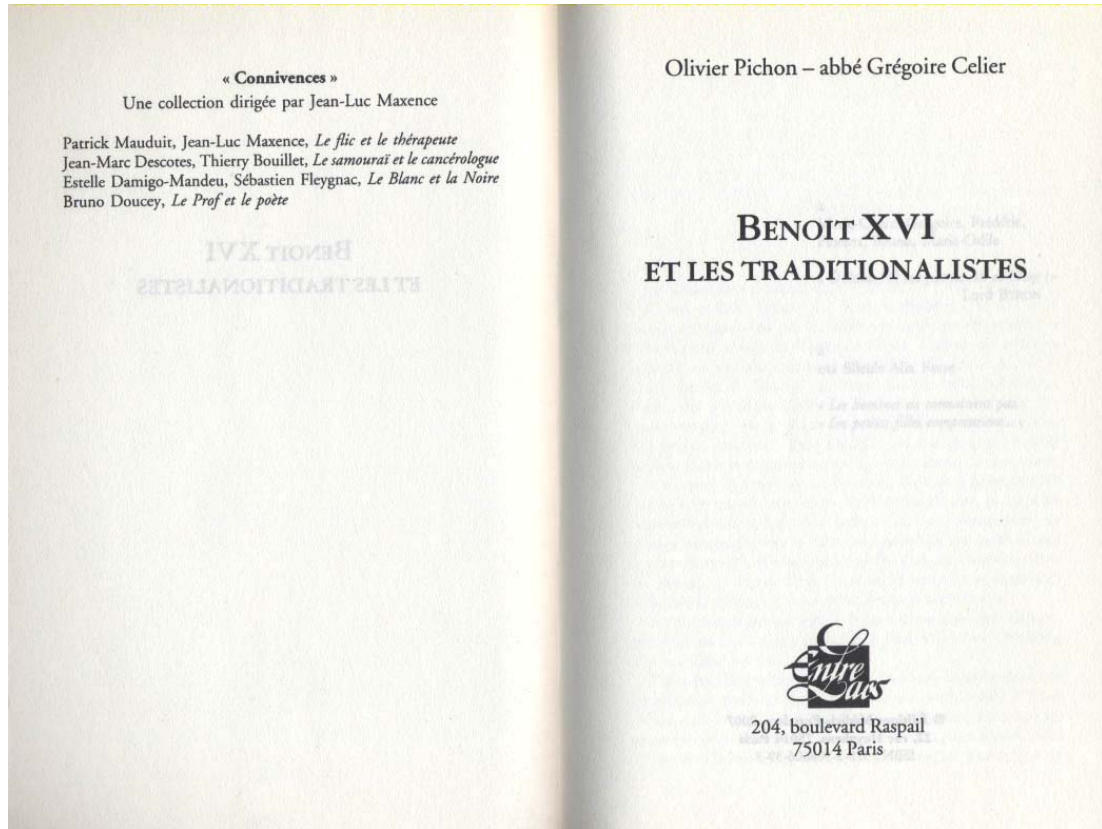 « Connivences »
Une collection dirigée par Jean-Luc Maxence
Patrick Mauduit, Jean-Luc Maxence, Le flic et le thérapeute
Jean-Marc Descotes, Thierry Bouillet, Le samouraï et le cancérologue
Estelle Damigo-Mandeu, Sébastien Fleygnac, Le Blanc et la Noire
Bruno Doucey, Le Prof et le poète
Olivier Pichon – abbé Grégoire Celier
BENOIT XVI
ET LES TRADITIONALISTES
Entre
Lacs
204, boulevard Raspail
75014 Paris